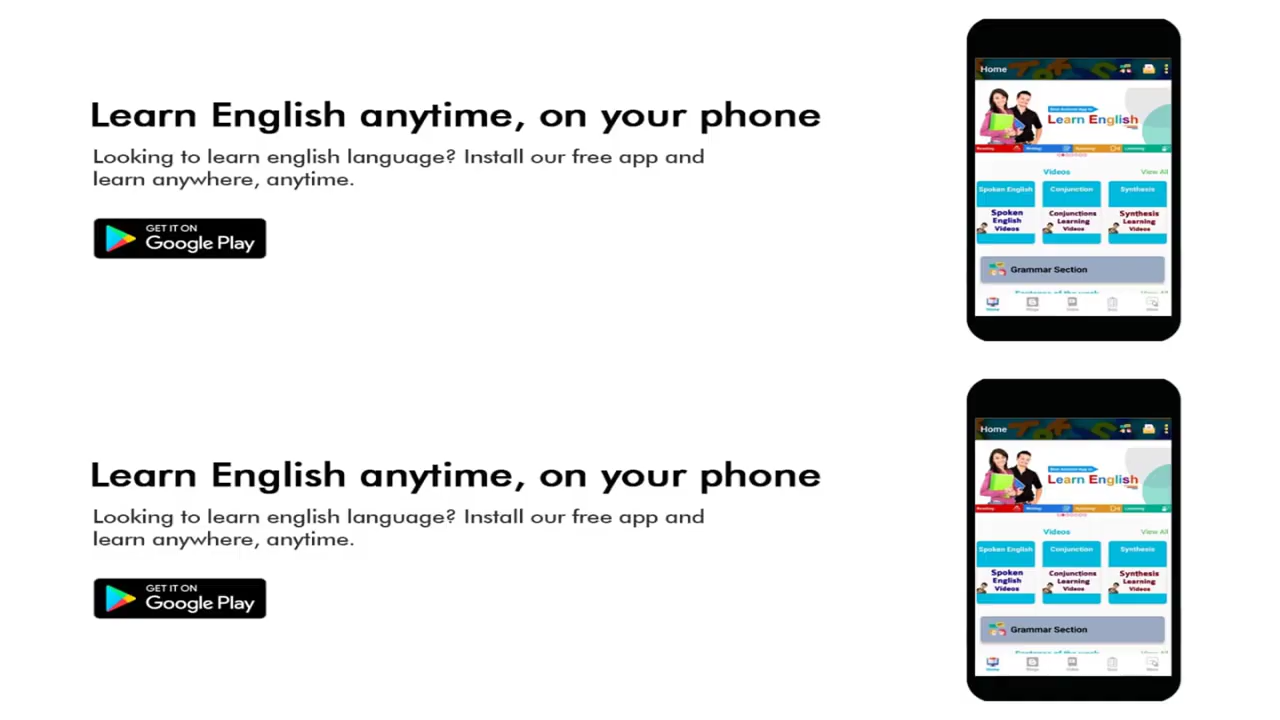 Learn English anytime, on your phone
Looking to learn english language? Install our free app and
learn anywhere, anytime.
GET IT ON
Google Play
Home
Learn English
Videos View All
Spoken English Conjunction Synthesis
Spoken English Videos
Conjunctions Learning Videos
Synthesis Learning Videos
Grammar Section
Home
Learn English anytime, on your phone
Looking to learn english language? Install our free app and
learn anywhere, anytime.
GET IT ON
Google Play
Home
Learn English
Videos View All
Spoken English Conjunction Synthesis
Spoken English Videos
Conjunctions Learning Videos
Synthesis Learning Videos
Grammar Section
Home